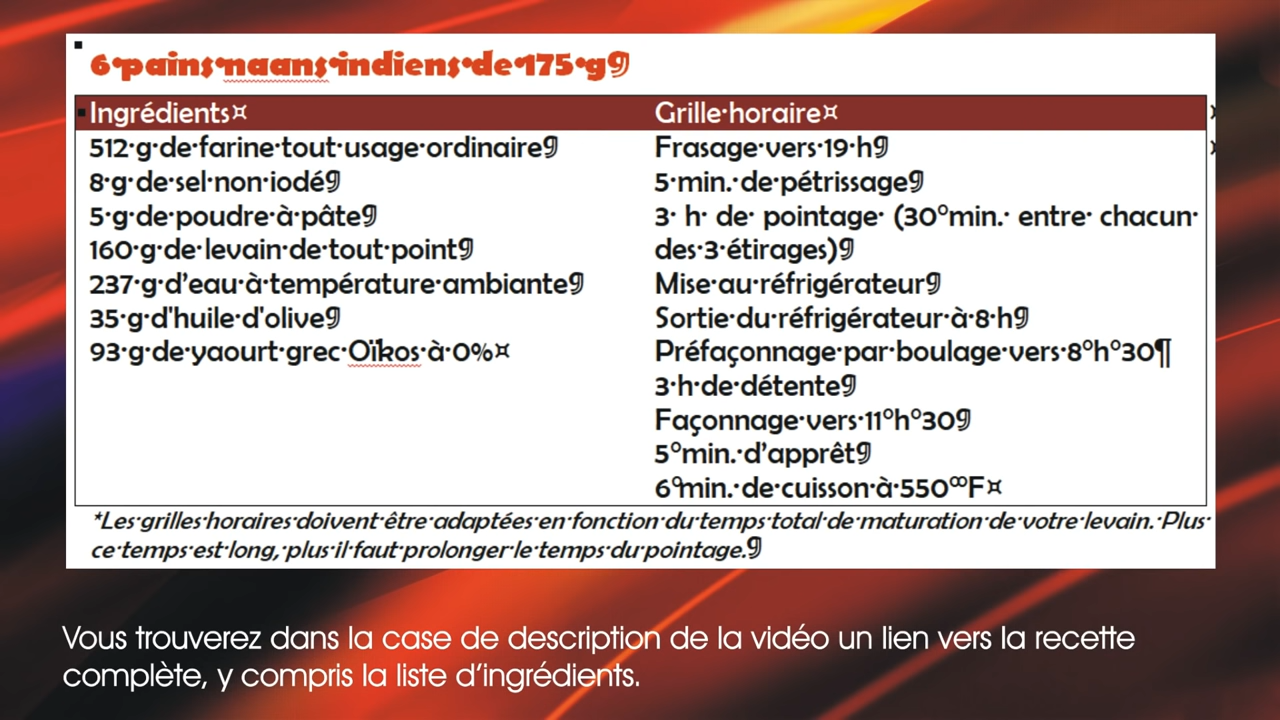 6 pains naans indiens de 175 g¶
Ingrédients¤
Grille horaire¤
512·g·de·farine·tout·usage·ordinaire¶
8·g·de·sel·non·iodé¶
5·g·de·poudre·à·pâte¶
160·g·de·levain·de·tout·point¶
237·g·d’eau·à·température·ambiante¶
35·g·d'huile·d'olive¶
93·g·de·yaourt·grec·Oïkos·à·0%¤
Frasage·vers·19·h¶
5·min.·de·pétrissage¶
3· h· de· pointage· (30°min.· entre· chacun·
des·3·étirages)¶
Mise·au·réfrigérateur¶
Sortie·du·réfrigérateur·à·8·h¶
Préfaçonnage·par·boulage·vers·8°h°30¶
3·h·de·détente¶
Façonnage·vers·11°h°30¶
5°min.·d’apprêt¶
6°min.·de·cuisson·à·550°°F¤
*Les·grilles·horaires·doivent·être·adaptées·en·fonction·du·temps·total·de·maturation·de·votre·levain.·Plus·
ce·temps·est·long,·plus·il·faut·prolonger·le·temps·du·pointage.¶
Vous trouverez dans la case de description de la vidéo un lien vers la recette
complète, y compris la liste d’ingrédients.